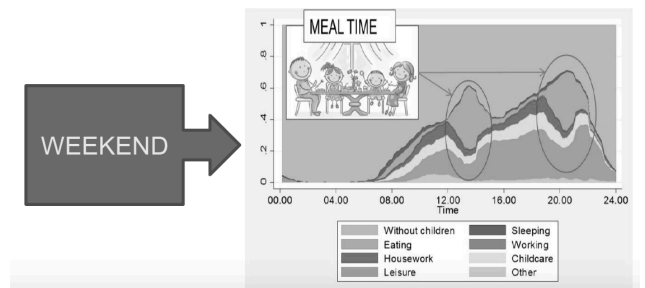 MEAL TIME
WEEKEND
1
.8
.6
.4
.2
0
00.00 04.00 08.00 12.00 16.00 20.00 24.00
Time
Without children Sleeping
Eating Working
Housework Childcare
Leisure Other